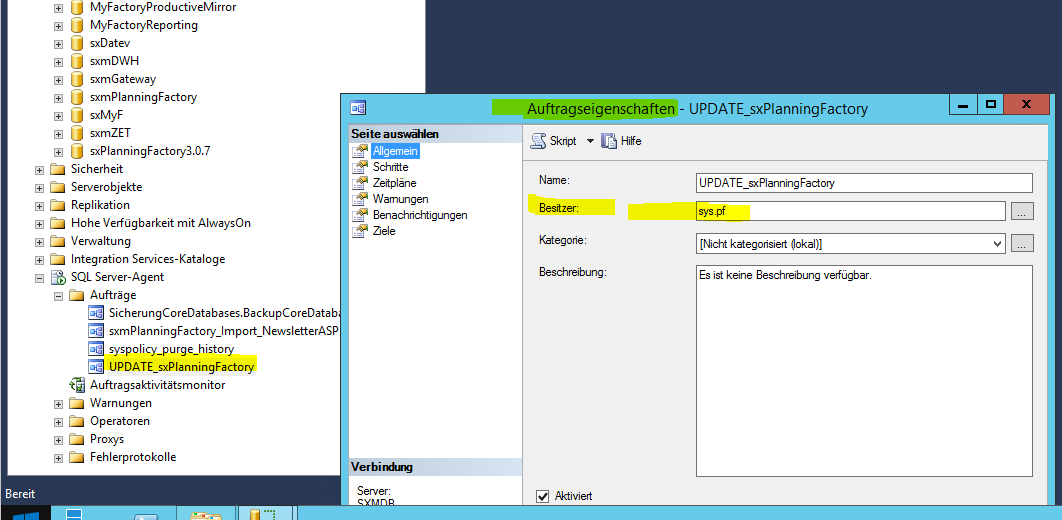 MyFactoryProductiveMirror
MyFactoryReporting
sxDatev
sxmDWH
sxmGateway
sxmPlanningFactory
sxMyF
sxmZET
sxPlanningFactory3.0.7
Sicherheit
Serverobjekte
Replikation
Hohe Verfügbarkeit mit AlwaysOn
Verwaltung
Integration Services-Kataloge
SQL Server-Agent
Aufträge
SicherungCoreDatabases.BackupCoreDataba
sxmPlanningFactory_Import_NewsletterASP
syspolicy_purge_history
UPDATE_sxPlanningFactory
Auftragsaktivitätsmonitor
Warnungen
Operatoren
Proxys
Fehlerprotokolle
Bereit
Auftragseigenschaften - UPDATE_sxPlanningFactory
Seite auswählen
Allgemein
Schritte
Zeitpläne
Warnungen
Benachrichtigungen
Ziele
Verbindung
Server:
SXMDB
Skript
Hilfe
Name: UPDATE_sxPlanningFactory
Besitzer: sys.pf ...
Kategorie: [Nicht kategorisiert (lokal)] ...
Beschreibung: Es ist keine Beschreibung verfügbar.
Aktiviert